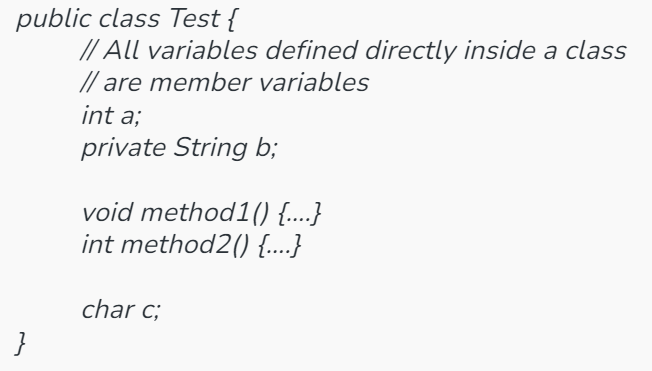 public class Test {
// All variables defined directly inside a class
// are member variables
int a;
private String b;
void method1() {....}
int method2() {....}
char c;
}